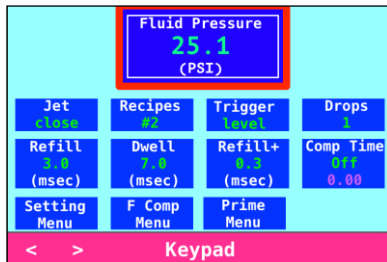 Fluid Pressure
25.1
(PSI)
Jet Recipes Trigger Drops
close #2 level 1
Refill Dwell Refill+ Comp Time
3.0 7.0 0.3 Off
(msec) (msec) (msec) 0.00
Setting F Comp Prime
Menu Menu Menu
< > Keypad